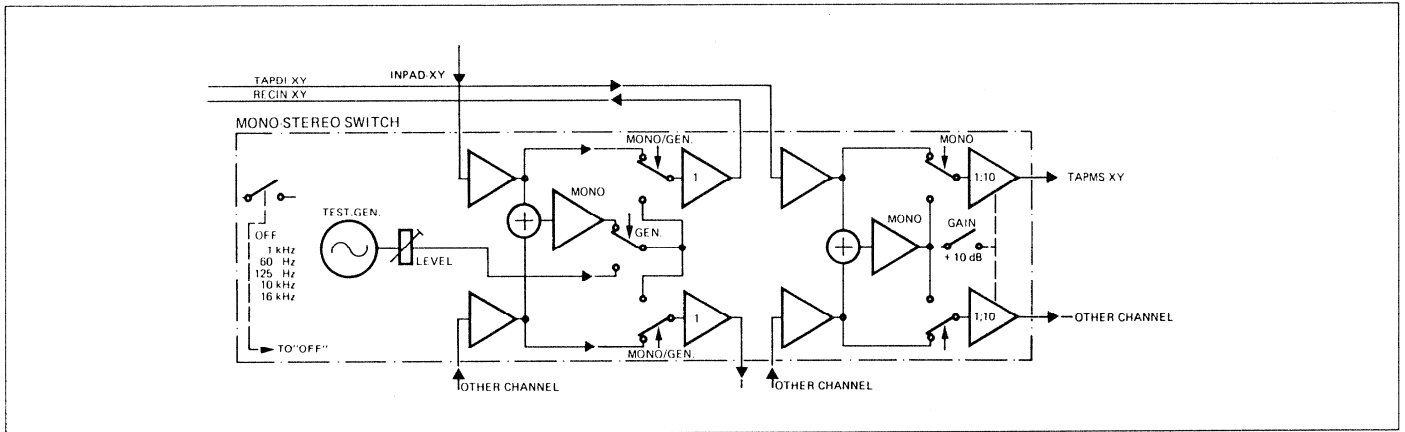 INPAD-XY
TAPDI XY
RECIN XY
MONO-STEREO SWITCH
MONO/GEN.
MONO
1
1;10
TAPMS XY
TEST.GEN.
MONO
MONO
GAIN
OFF
GEN.
1 kHz
+ 10 dB
60 Hz
LEVEL
125 Hz
10 kHz
16 kHz
1
1;10
OTHER CHANNEL
TO"OFF"
MONO/GEN.
OTHER CHANNEL
OTHER CHANNEL